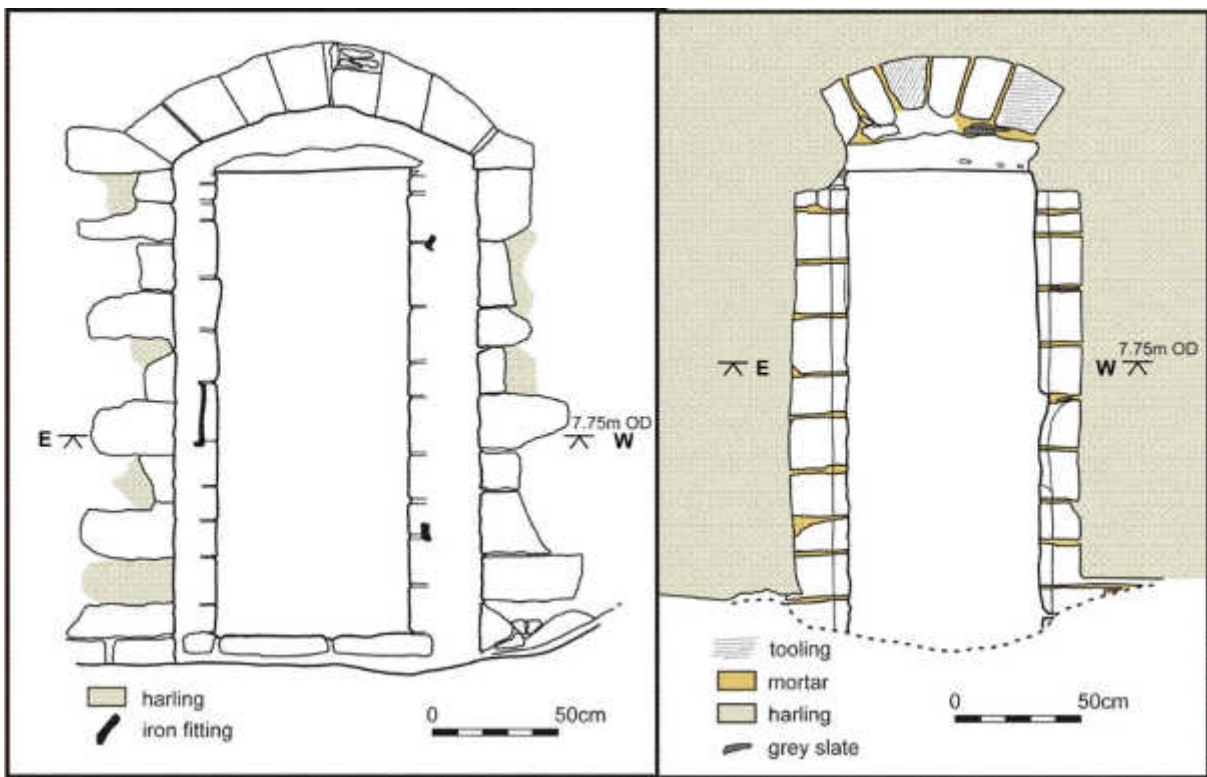 E
7.75m OD
W
harling
iron fitting
0
50cm
E
7.75m OD
W
tooling
mortar
harling
grey slate
0
50cm